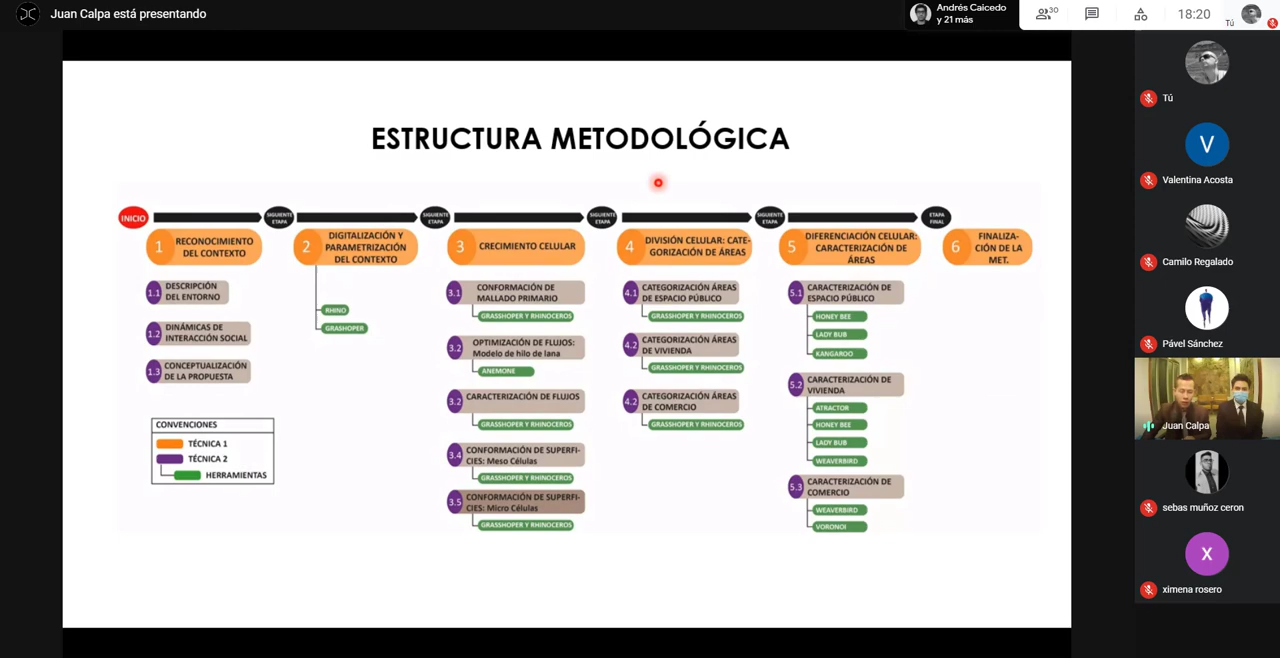 Juan Calpa está presentando
Andrés Caicedo
y 21 más
30
18:20
Tú
ESTRUCTURA METODOLÓGICA
INICIO
SIGUIENTE
ETAPA
SIGUIENTE
ETAPA
SIGUIENTE
ETAPA
SIGUIENTE
ETAPA
ETAPA
FINAL
1
RECONOCIMIENTO
DEL CONTEXTO
1.1
DESCRIPCIÓN
DEL ENTORNO
1.2
DINÁMICAS DE
INTERACCIÓN SOCIAL
1.3
CONCEPTUALIZACIÓN
DE LA PROPUESTA
2
DIGITALIZACIÓN Y
PARAMETRIZACIÓN
DEL CONTEXTO
RHINO
GRASHOPER
3
CRECIMIENTO CELULAR
3.1
CONFORMACIÓN DE
MALLADO PRIMARIO
GRASSHOPER Y RHINOCEROS
3.2
OPTIMIZACIÓN DE FLUJOS:
Modelo de hilo de lana
ANEMONE
3.2
CARACTERIZACIÓN DE FLUJOS
GRASSHOPER Y RHINOCEROS
3.4
CONFORMACIÓN DE SUPERFI-
CIES: Meso Células
GRASSHOPER Y RHINOCEROS
3.5
CONFORMACIÓN DE SUPERFI-
CIES: Micro Células
GRASSHOPER Y RHINOCEROS
4
DIVISIÓN CELULAR: CATE-
GORIZACIÓN DE ÁREAS
4.1
CATEGORIZACIÓN ÁREAS
DE ESPACIO PÚBLICO
GRASSHOPER Y RHINOCEROS
4.2
CATEGORIZACIÓN ÁREAS
DE VIVIENDA
GRASSHOPER Y RHINOCEROS
4.2
CATEGORIZACIÓN ÁREAS
DE COMERCIO
GRASSHOPER Y RHINOCEROS
5
DIFERENCIACIÓN CELULAR:
CARACTERIZACIÓN DE
ÁREAS
5.1
CARACTERIZACIÓN DE
ESPACIO PÚBLICO
HONEY BEE
LADY BUB
KANGAROO
5.2
CARACTERIZACIÓN DE
VIVIENDA
ATRACTOR
HONEY BEE
LADY BUB
WEAVERBIRD
5.3
CARACTERIZACIÓN DE
COMERCIO
WEAVERBIRD
VORONOI
6
FINALIZA-
CIÓN DE LA
MET.
CONVENCIONES
TÉCNICA 1
TÉCNICA 2
HERRAMIENTAS
Tú
V
Valentina Acosta
Camilo Regalado
Pável Sánchez
Juan Calpa
sebas muñoz ceron
X
ximena rosero